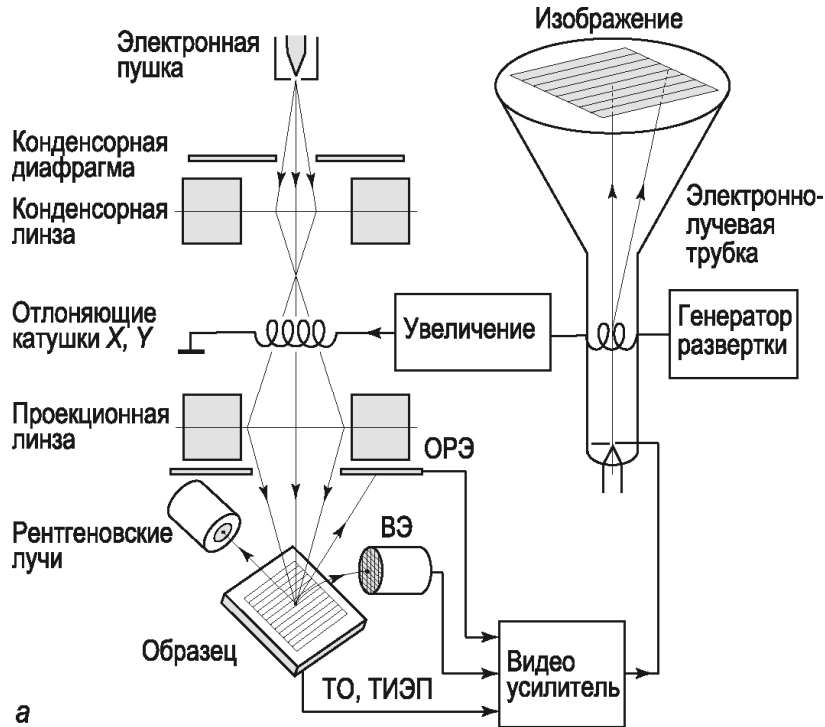 Изображение
Электронная
пушка
Конденсорная
диафрагма
Конденсорная
линза
Электронно-
лучевая
трубка
Отлоняющие
катушки X, Y
Увеличение
Генератор
развертки
Проекционная
линза
ОРЭ
Рентгеновские
лучи
ВЭ
Образец
ТО, ТИЭП
Видео
усилитель
а